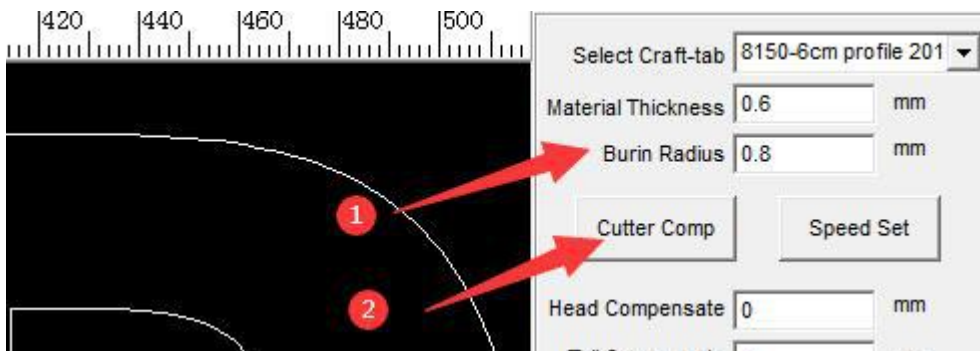 420 440 460 480 500
Select Craft-tab 8150-6cm profile 201
Material Thickness 0.6 mm
Burin Radius 0.8 mm
1
Cutter Comp Speed Set
2
Head Compensate 0 mm